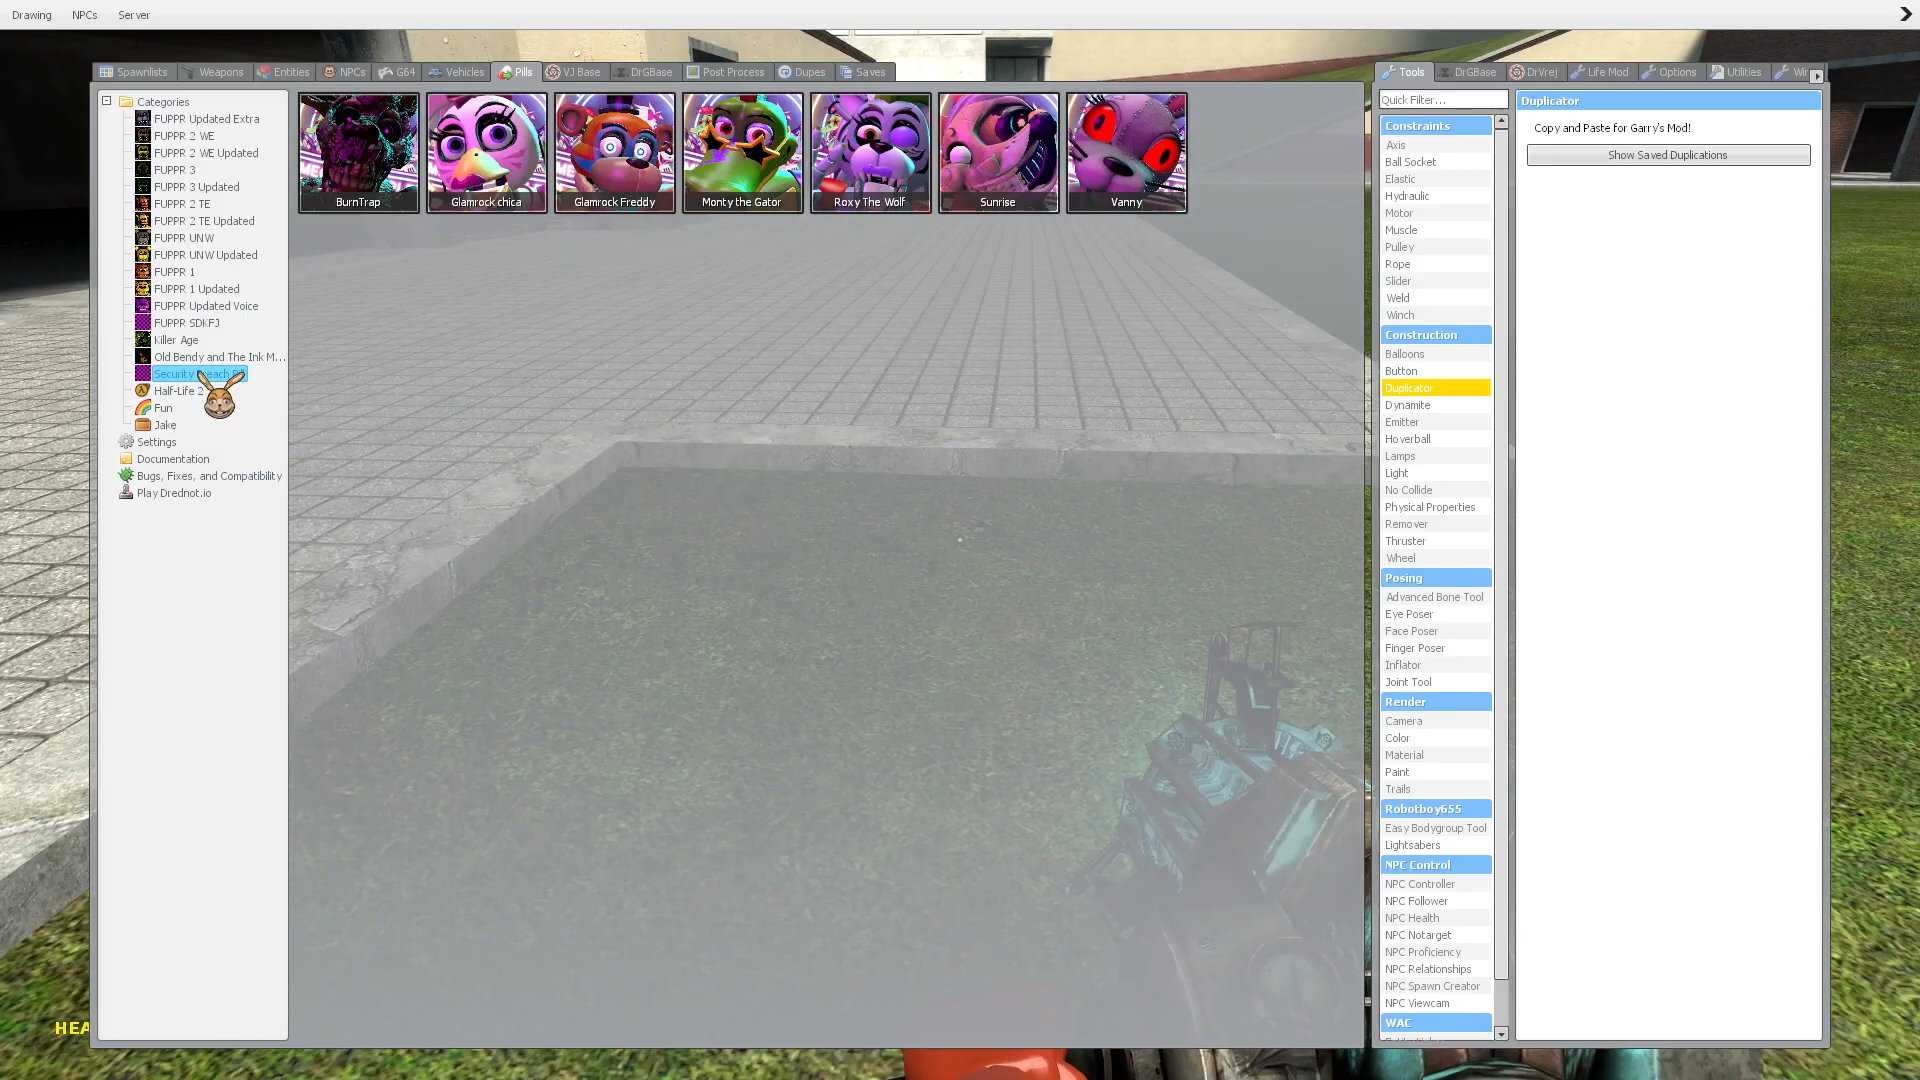 Drawing NPCs Server
Spawnlists Weapons Entities NPCs G64 Vehicles Pills VJ Base DrGBase Post Process Dupes Saves
Categories
FUPPR Updated Extra
FUPPR 2 WE
FUPPR 2 WE Updated
FUPPR 3
FUPPR 3 Updated
FUPPR 2 TE
FUPPR 2 TE Updated
FUPPR UNW
FUPPR UNW Updated
FUPPR 1
FUPPR 1 Updated
FUPPR Updated Voice
FUPPR SDKFJ
Killer Age
Old Bendy and The Ink M...
Security
Half-Life 2
Fun
Jake
Settings
Documentation
Bugs, Fixes, and Compatibility
Play Drednot.io
BurnTrap
Glamrock chica
Glamrock Freddy
Monty the Gator
Roxy The Wolf
Sunrise
Vanny
HEA
Tools DrGBase DrVrej Life Mod Options Utilities
Quick Filter...
Constraints
Axis
Ball Socket
Elastic
Hydraulic
Motor
Muscle
Pulley
Rope
Slider
Weld
Winch
Construction
Balloons
Button
Duplicator
Dynamite
Emitter
Hoverball
Lamps
Light
No Collide
Physical Properties
Remover
Thruster
Wheel
Posing
Advanced Bone Tool
Eye Poser
Face Poser
Finger Poser
Inflator
Joint Tool
Render
Camera
Color
Material
Paint
Trails
Robotboy655
Easy Bodygroup Tool
Lightsabers
NPC Control
NPC Controller
NPC Follower
NPC Health
NPC Notarget
NPC Proficiency
NPC Relationships
NPC Spawn Creator
NPC Viewcam
WAC
Duplicator
Copy and Paste for Garry's Mod!
Show Saved Duplications